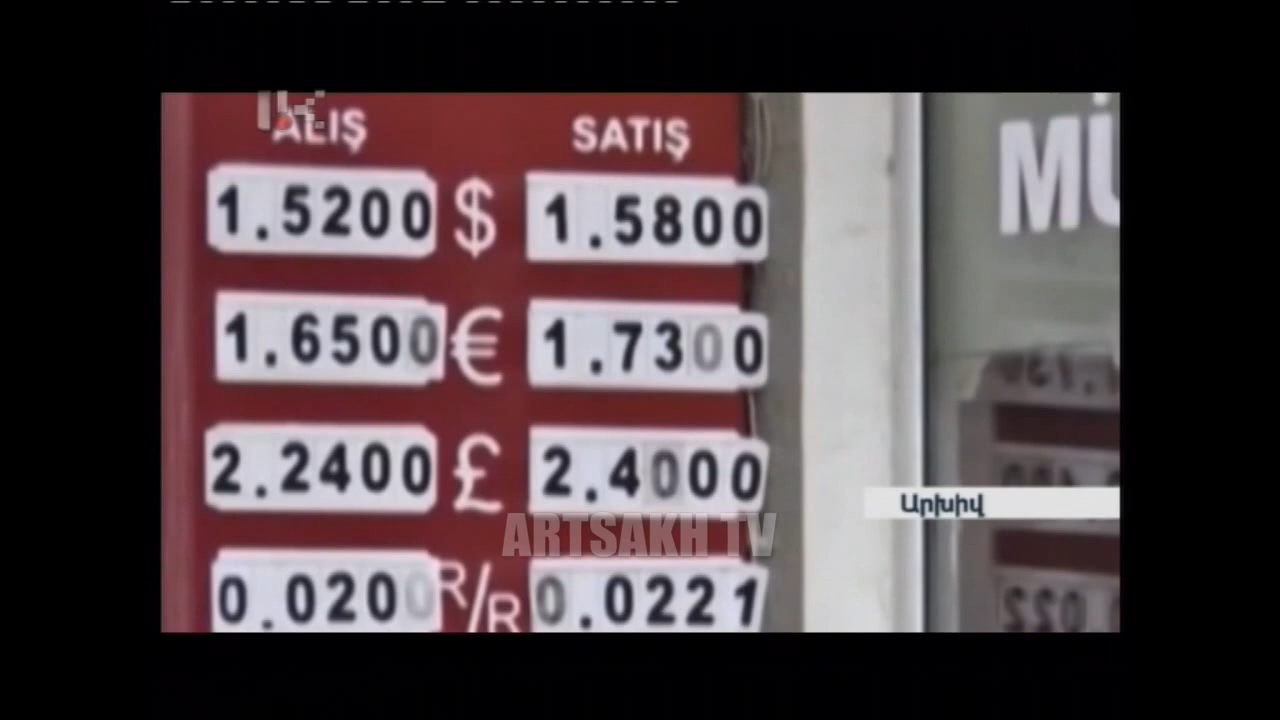 ALIŞ SATIŞ
1.5200 $ 1.5800
1.6500 € 1.7300
2.2400 £ 2.4000
0.0200 R/R 0.0221
MÜ
Արխիվ
ARTSAKH TV